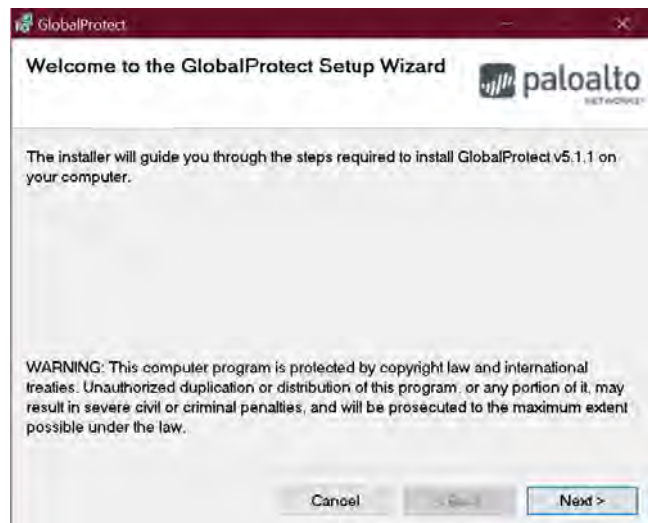 GlobalProtect
Welcome to the GlobalProtect Setup Wizard
paloalto
NETWORKS
The installer will guide you through the steps required to install GlobalProtect v5.1.1 on
your computer.
WARNING: This computer program is protected by copyright law and international
treaties. Unauthorized duplication or distribution of this program, or any portion of it, may
result in severe civil or criminal penalties, and will be prosecuted to the maximum extent
possible under the law.
Cancel
< Back
Next >